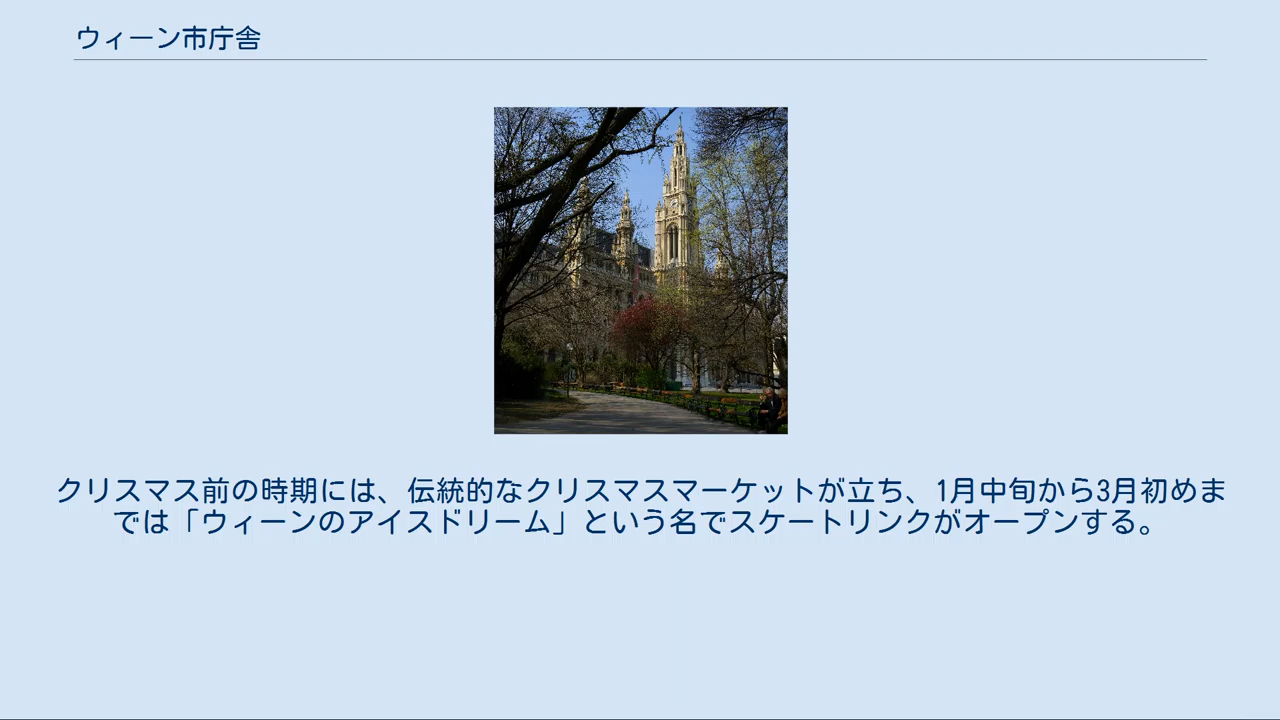 ウィーン市庁舎
クリスマス前の時期には、伝統的なクリスマスマーケットが立ち、1月中旬から3月初めま
では「ウィーンのアイスドリーム」という名でスケートリンクがオープンする。